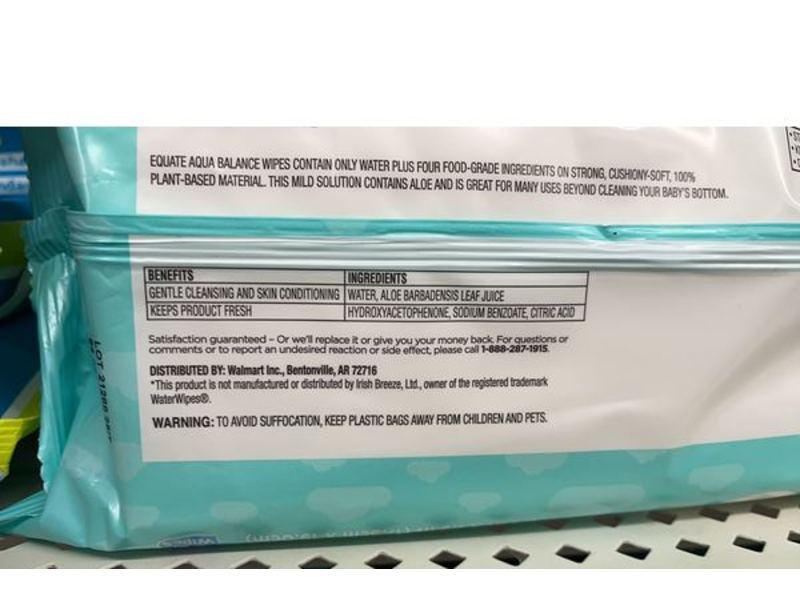 EQUATE AQUA BALANCE WIPES CONTAIN ONLY WATER PLUS FOUR FOOD-GRADE INGREDIENTS ON STRONG, CUSHIONY-SOFT, 100%
PLANT-BASED MATERIAL. THIS MILD SOLUTION CONTAINS ALOE AND IS GREAT FOR MANY USES BEYOND CLEANING YOUR BABY'S BOTTOM.
BENEFITS INGREDIENTS
GENTLE CLEANSING AND SKIN CONDITIONING WATER, ALOE BARBADENSIS LEAF JUICE
KEEPS PRODUCT FRESH HYDROXYACETOPHENONE, SODIUM BENZOATE, CITRIC ACID
Satisfaction guaranteed – Or we'll replace it or give you your money back. For questions or
comments or to report an undesired reaction or side effect, please call 1-888-287-1915.
DISTRIBUTED BY: Walmart Inc., Bentonville, AR 72716
*This product is not manufactured or distributed by Irish Breeze, Ltd., owner of the registered trademark
WaterWipes®.
WARNING: TO AVOID SUFFOCATION, KEEP PLASTIC BAGS AWAY FROM CHILDREN AND PETS.
LOT